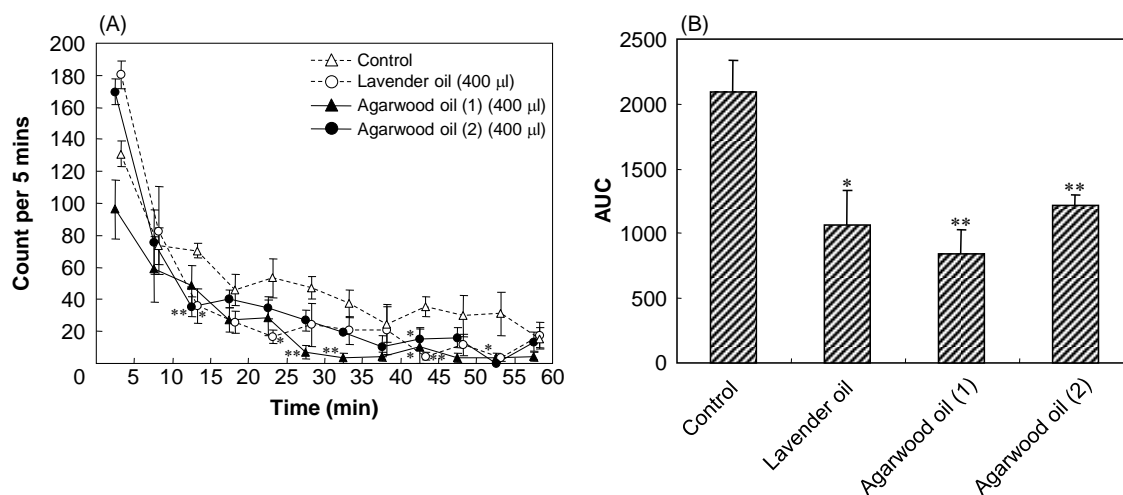 (A)
Count per 5 mins
200
180
160
140
120
100
80
60
40
20
0
Control
Lavender oil (400 μl)
Agarwood oil (1) (400 μl)
Agarwood oil (2) (400 μl)
** * * ** ** * * ** *
0 5 10 15 20 25 30 35 40 45 50 55 60
Time (min)
(B)
AUC
2500
2000
1500
1000
500
0
* ** **
Control
Lavender oil
Agarwood oil (1)
Agarwood oil (2)